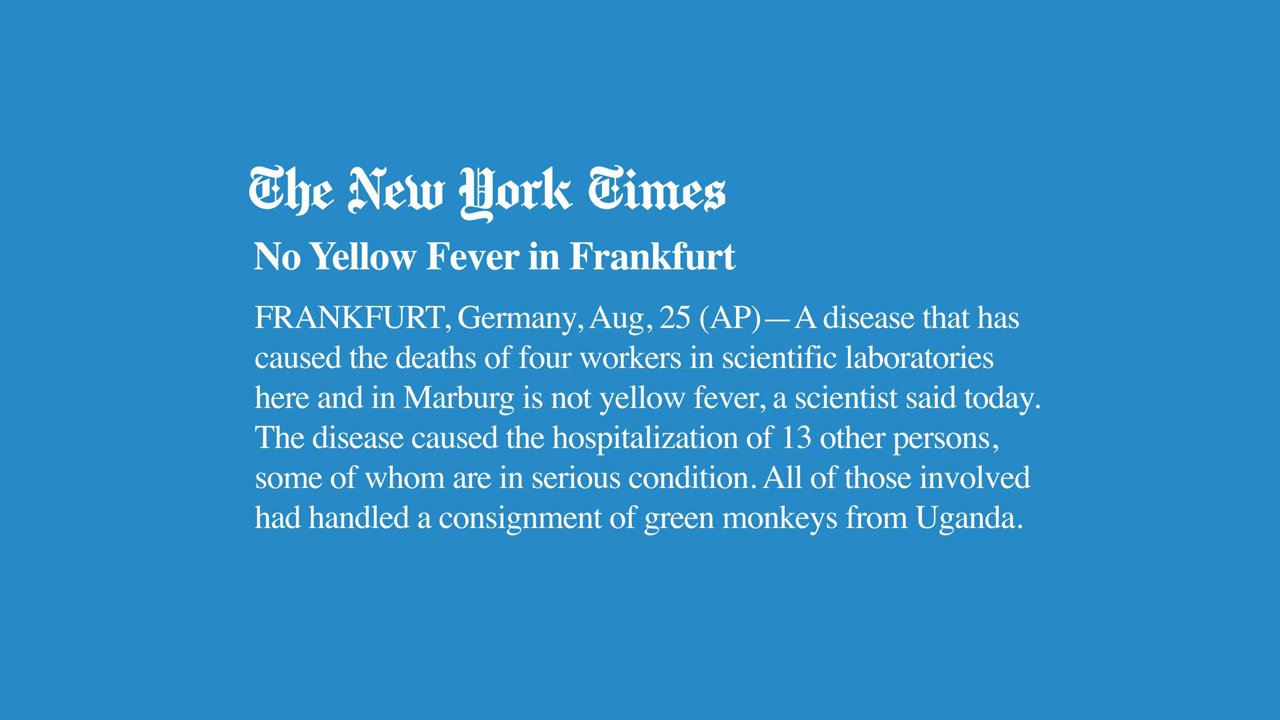 The New York Times
No Yellow Fever in Frankfurt
FRANKFURT, Germany, Aug, 25 (AP)—A disease that has
caused the deaths of four workers in scientific laboratories
here and in Marburg is not yellow fever, a scientist said today.
The disease caused the hospitalization of 13 other persons,
some of whom are in serious condition. All of those involved
had handled a consignment of green monkeys from Uganda.